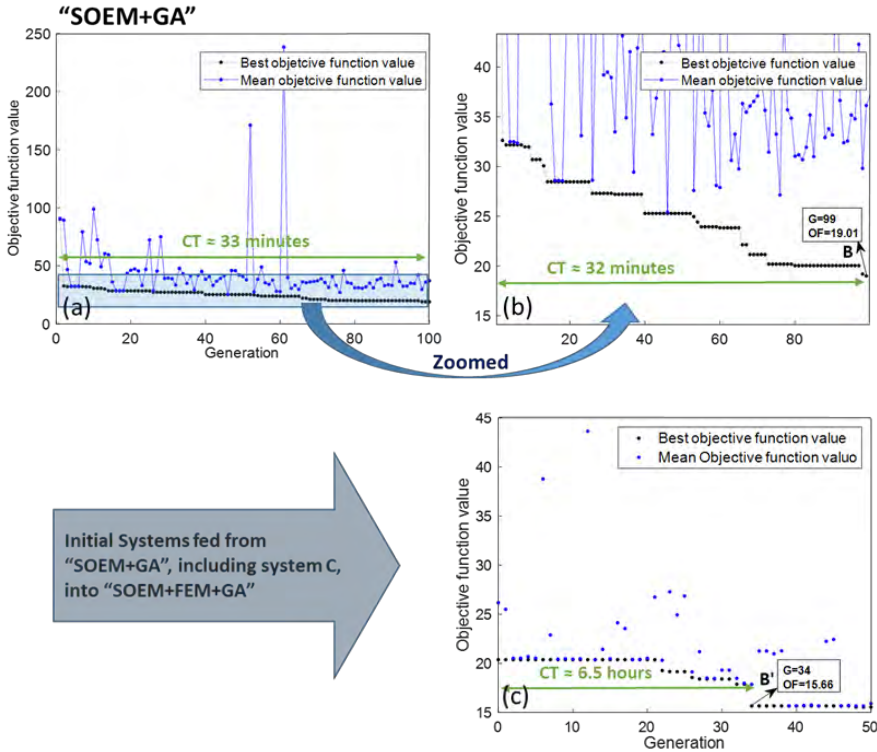 “SOEM+GA”
250
200
150
100
50
0
Objective function value
Best objetcive function value
Mean objetcive function value
CT ≈ 33 minutes
(a)
0
20
40
60
80
100
Generation
40
35
30
25
20
15
Objective function value
Best objetcive function value
Mean objetcive function value
G=99
OF=19.01
B
CT ≈ 32 minutes
(b)
20
40
60
80
Zoomed
Initial Systems fed from
“SOEM+GA”, including system C,
into “SOEM+FEM+GA”
45
40
35
30
25
20
15
Objective function value
Best objective function value
Mean Objective function valuo
CT ≈ 6.5 hours
B'
G=34
OF=15.66
(c)
0
10
20
30
40
50
Generation